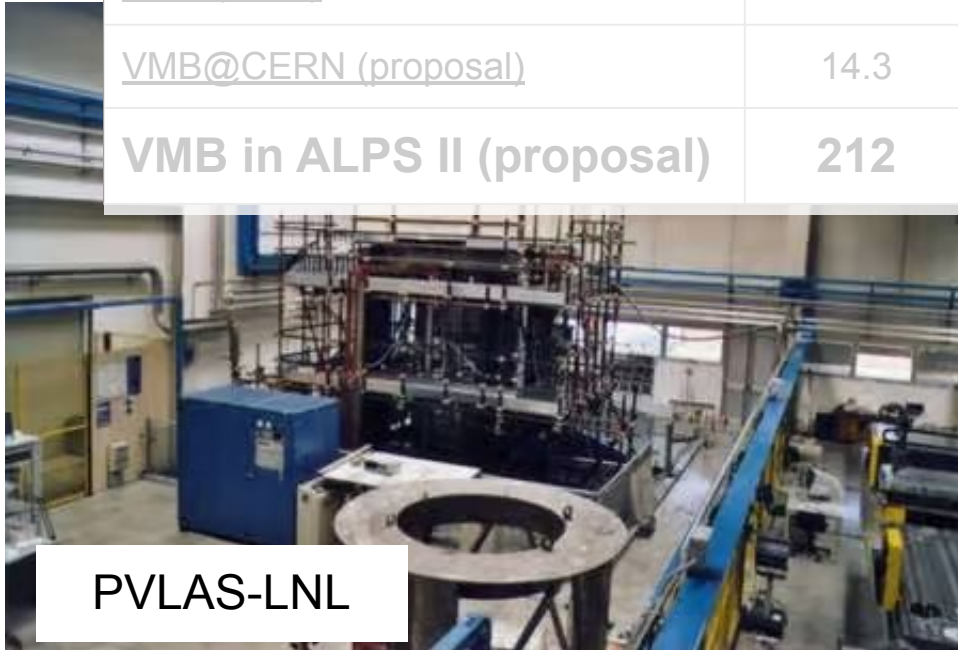 VMB@CERN (proposal) 14.3
VMB in ALPS II (proposal) 212
PVLAS-LNL